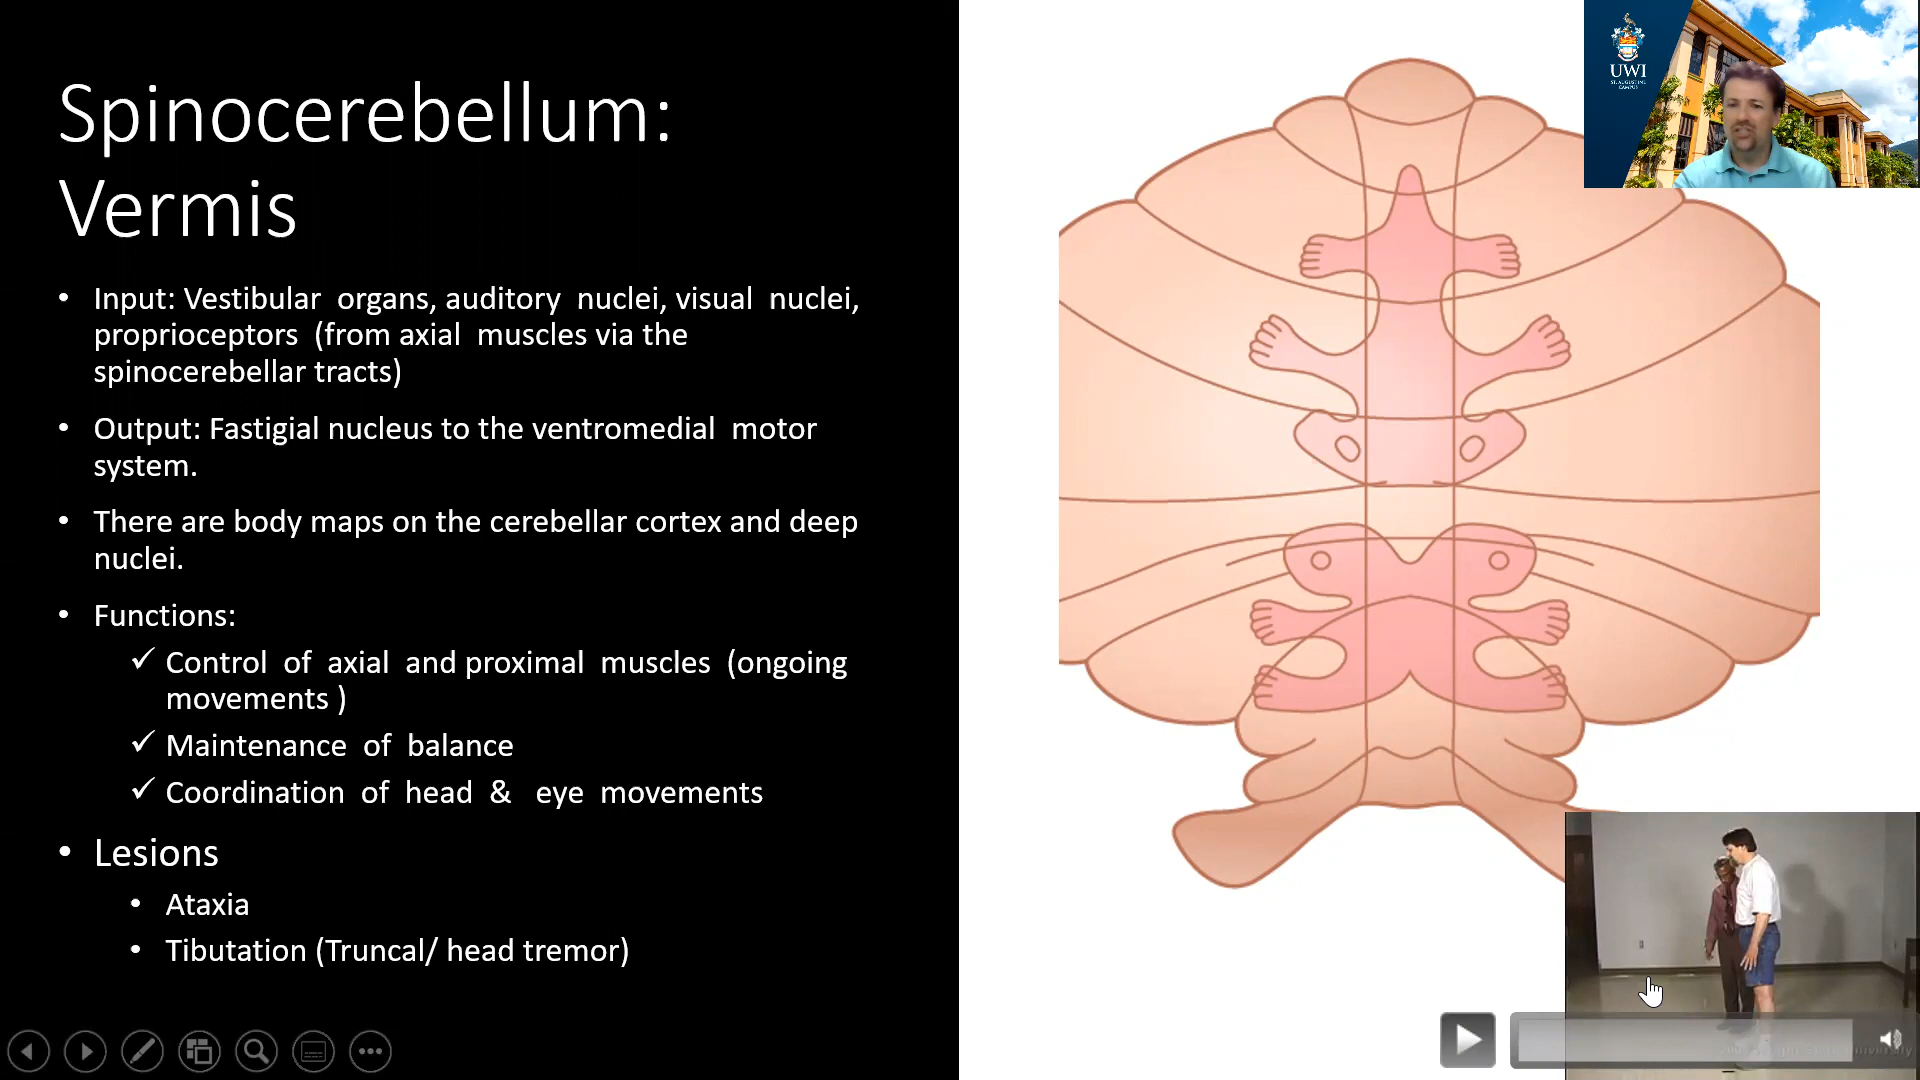 Spinocerebellum:
Vermis
• Input: Vestibular organs, auditory nuclei, visual nuclei,
proprioceptors (from axial muscles via the
spinocerebellar tracts)
• Output: Fastigial nucleus to the ventromedial motor
system.
• There are body maps on the cerebellar cortex and deep
nuclei.
• Functions:
✓ Control of axial and proximal muscles (ongoing
movements )
✓ Maintenance of balance
✓ Coordination of head & eye movements
• Lesions
• Ataxia
• Tibutation (Truncal/ head tremor)
UWI
ST. AUGUSTINE
CAMPUS